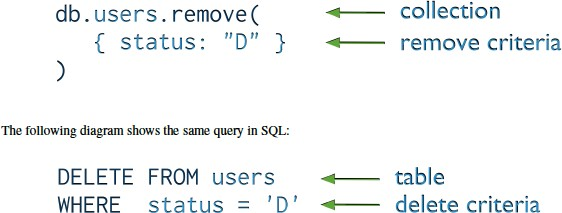 db.users.remove( collection
{ status: "D" } remove criteria
)
The following diagram shows the same query in SQL:
DELETE FROM users table
WHERE status = 'D' delete criteria